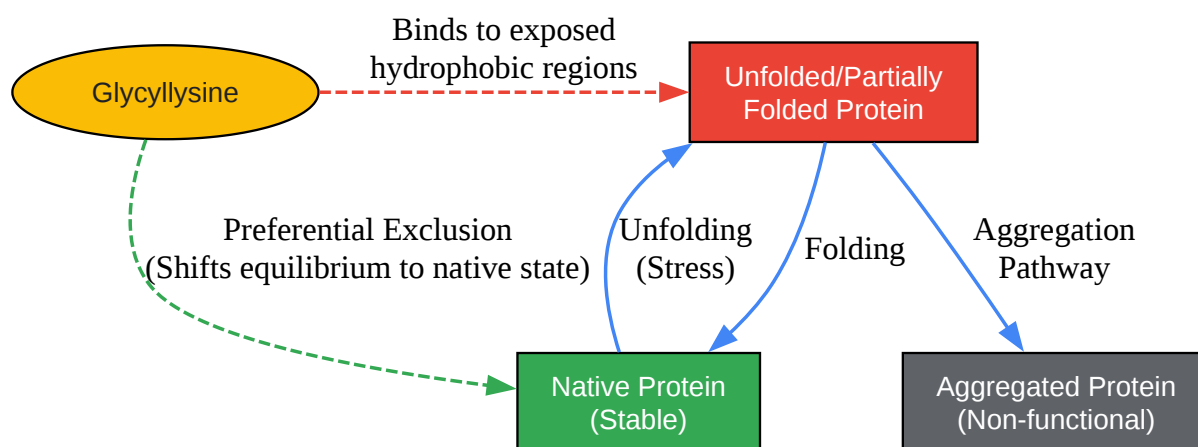 Binds to exposed
hydrophobic regions
Glycyllysine
Unfolded/Partially
Folded Protein
Preferential Exclusion
(Shifts equilibrium to native state)
Unfolding
(Stress)
Folding
Aggregation
Pathway
Native Protein
(Stable)
Aggregated Protein
(Non-functional)